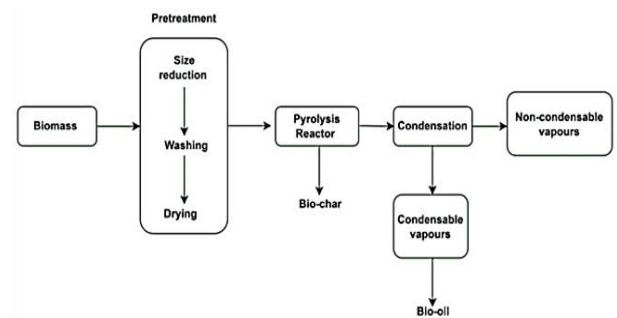 Pretreatment
Size
reduction
Washing
Drying
Biomass
Pyrolysis
Reactor
Bio-char
Condensation
Non-condensable
vapours
Condensable
vapours
Bio-oil